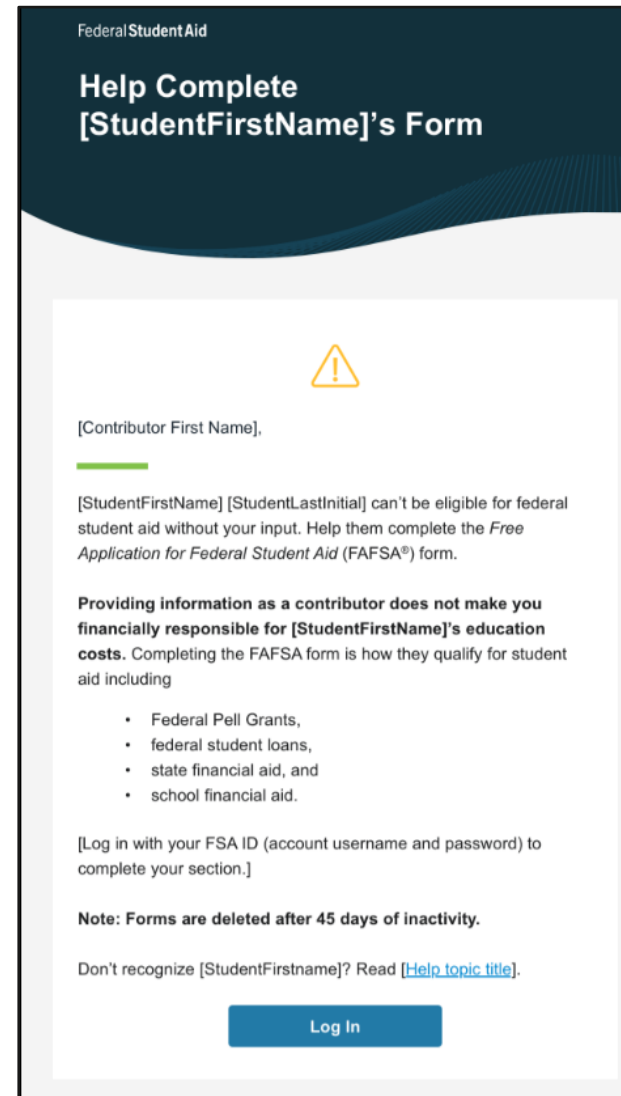 Federal Student Aid
Help Complete
[StudentFirstName]’s Form
[Contributor First Name],
[StudentFirstName] [StudentLastInitial] can’t be eligible for federal
student aid without your input. Help them complete the Free
Application for Federal Student Aid (FAFSA®) form.
Providing information as a contributor does not make you
financially responsible for [StudentFirstName]’s education
costs. Completing the FAFSA form is how they qualify for student
aid including
• Federal Pell Grants,
• federal student loans,
• state financial aid, and
• school financial aid.
[Log in with your FSA ID (account username and password) to
complete your section.]
Note: Forms are deleted after 45 days of inactivity.
Don’t recognize [StudentFirstname]? Read [Help topic title].
Log In